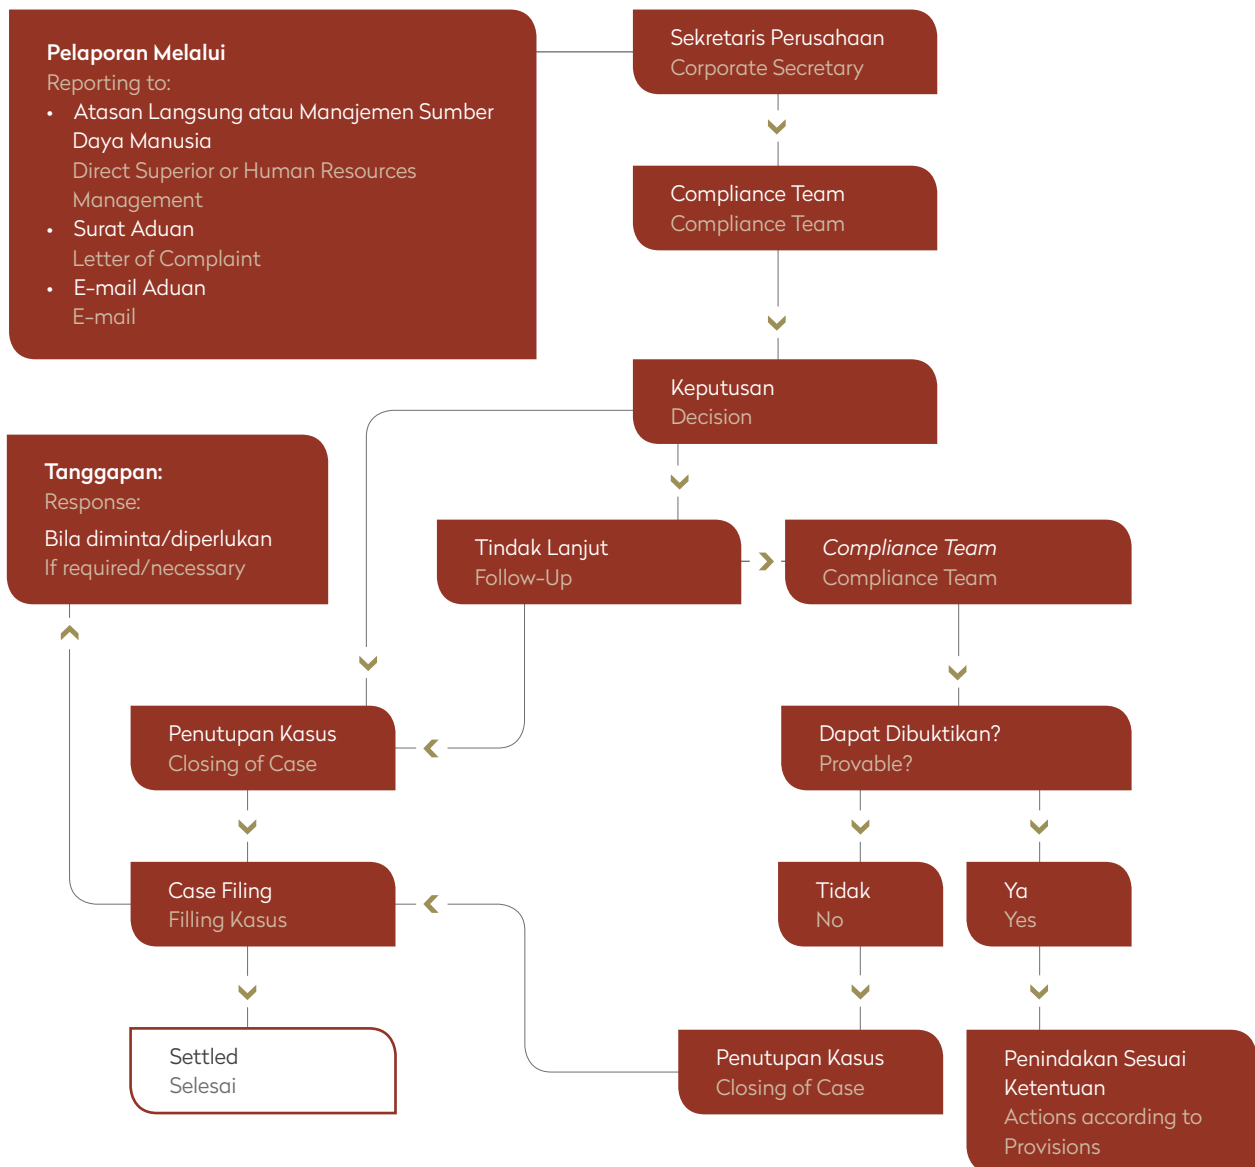 Pelaporan Melalui
Reporting to:
• Atasan Langsung atau Manajemen Sumber
Daya Manusia
Direct Superior or Human Resources
Management
• Surat Aduan
Letter of Complaint
• E-mail Aduan
E-mail
Sekretaris Perusahaan
Corporate Secretary
Compliance Team
Compliance Team
Keputusan
Decision
Tanggapan:
Response:
Bila diminta/diperlukan
If required/necessary
Tindak Lanjut
Follow-Up
Compliance Team
Compliance Team
Penutupan Kasus
Closing of Case
Dapat Dibuktikan?
Provable?
Case Filing
Filling Kasus
Tidak
No
Ya
Yes
Settled
Selesai
Penutupan Kasus
Closing of Case
Penindakan Sesuai
Ketentuan
Actions according to
Provisions